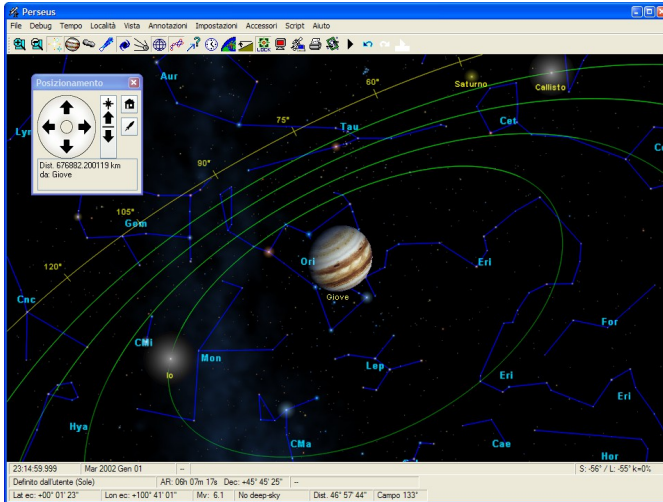 Perseus
File Debug Tempo Località Vista Annotazioni Impostazioni Accessori Script Aiuto
LOCK
Posizionamento
Dist. 676882.200119 km
da: Giove
Aur
60°
Saturno
Callisto
Lyn
75°
Tau
Cet
90°
105°
Gem
Ori
Eri
120°
Giove
Cnc
For
CMi
Mon
Io
Lep
Eri
Eri
Hya
CMa
Cae
Hor
23:14:59.999 Mar 2002 Gen 01 -- S: -56° / L: -55° k=0%
Definito dall'utente (Sole) AR: 06h 07m 17s Dec: +45° 45' 25" --
Lat ec: +00° 01' 23" Lon ec: +100° 41' 01" Mv: 6.1 No deep-sky Dist. 46° 57' 44" Campo 133°